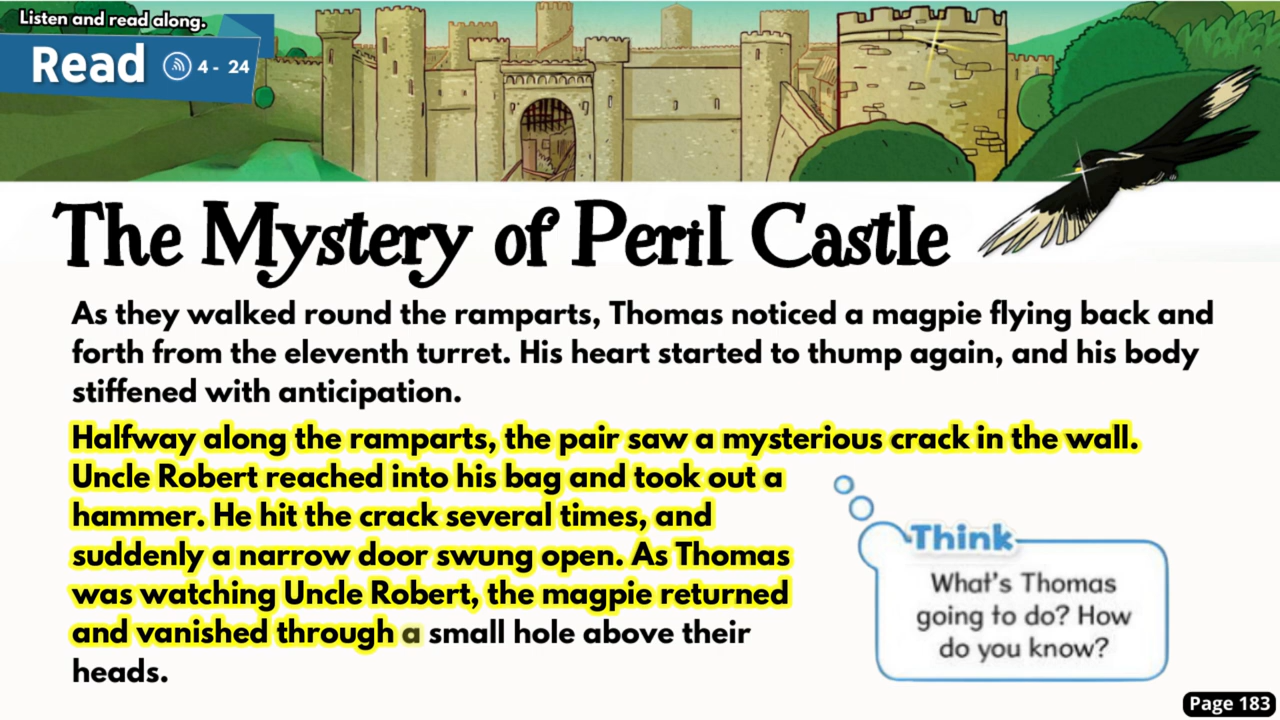 Listen and read along.
Read 4 - 24
The Mystery of Peril Castle
As they walked round the ramparts, Thomas noticed a magpie flying back and
forth from the eleventh turret. His heart started to thump again, and his body
stiffened with anticipation.
Halfway along the ramparts, the pair saw a mysterious crack in the wall.
Uncle Robert reached into his bag and took out a
hammer. He hit the crack several times, and
suddenly a narrow door swung open. As Thomas
was watching Uncle Robert, the magpie returned
and vanished through a small hole above their
heads.
Think
What's Thomas
going to do? How
do you know?
Page 183